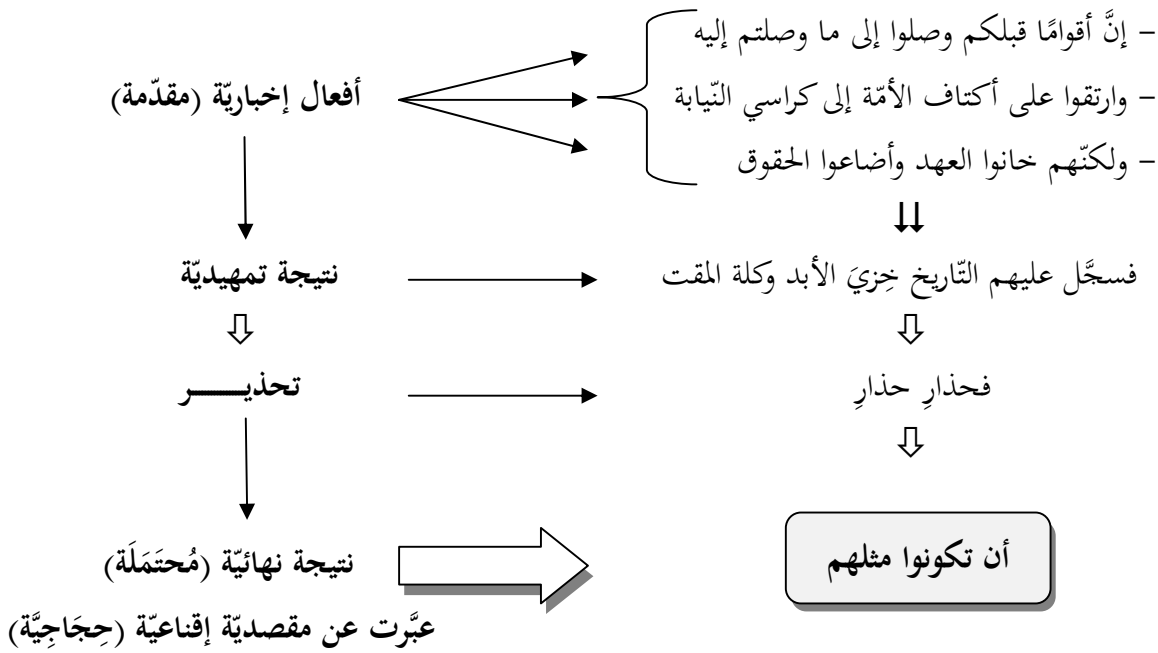 – إنَّ أقوامًا قبلكم وصلوا إلى ما وصلتم إليه
أفعال إخباريّة (مقدّمة)
– وارتقوا على أكتاف الأمّة إلى كراسي النّيابة
– ولكنّهم خانوا العهد وأضاعوا الحقوق
فسجَّل عليهم التّاريخ خِزيَ الأبد وكلة المقت
نتيجة تمهيديّة
فحذارِ حذارِ
تحذيـــــر
أن تكونوا مثلهم
نتيجة نهائيّة (مُحتَمَلَة)
عبَّرت عن مقصديّة إقناعيّة (حِجَاجِيَّة)